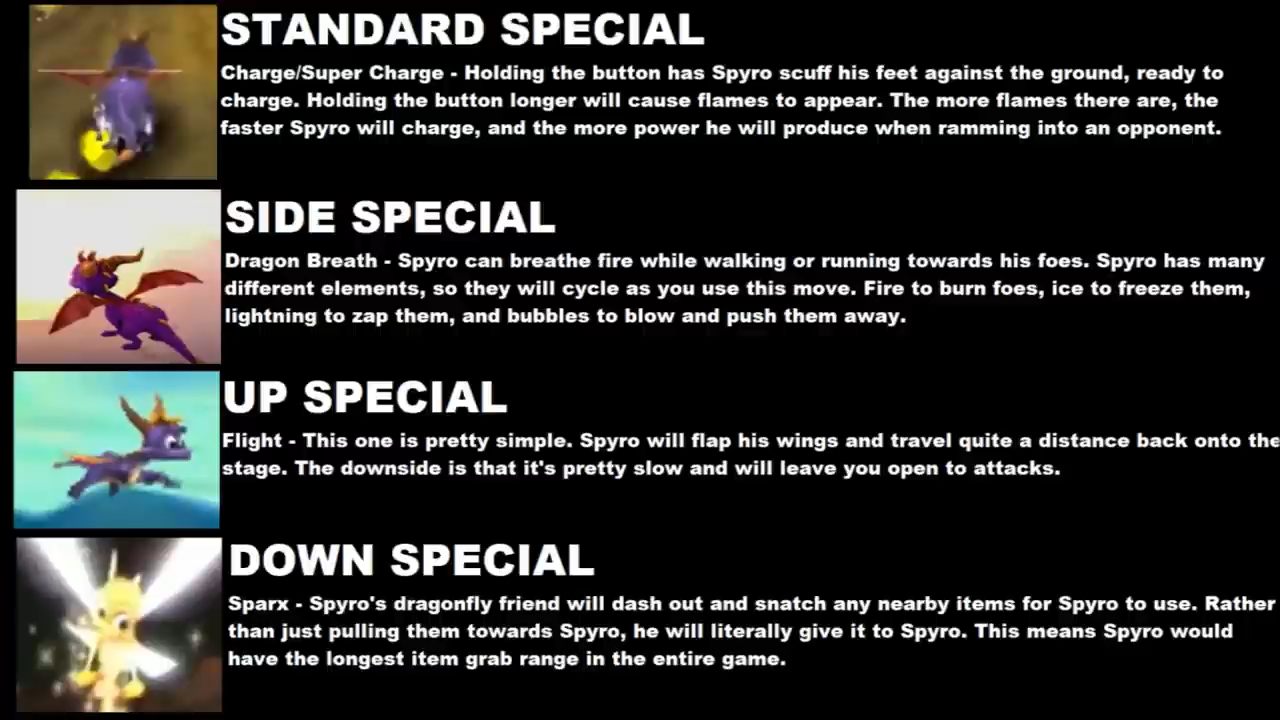 STANDARD SPECIAL
Charge/Super Charge - Holding the button has Spyro scuff his feet against the ground, ready to
charge. Holding the button longer will cause flames to appear. The more flames there are, the
faster Spyro will charge, and the more power he will produce when ramming into an opponent.
SIDE SPECIAL
Dragon Breath - Spyro can breathe fire while walking or running towards his foes. Spyro has many
different elements, so they will cycle as you use this move. Fire to burn foes, ice to freeze them,
lightning to zap them, and bubbles to blow and push them away.
UP SPECIAL
Flight - This one is pretty simple. Spyro will flap his wings and travel quite a distance back onto the
stage. The downside is that it's pretty slow and will leave you open to attacks.
DOWN SPECIAL
Sparx - Spyro's dragonfly friend will dash out and snatch any nearby items for Spyro to use. Rather
than just pulling them towards Spyro, he will literally give it to Spyro. This means Spyro would
have the longest item grab range in the entire game.